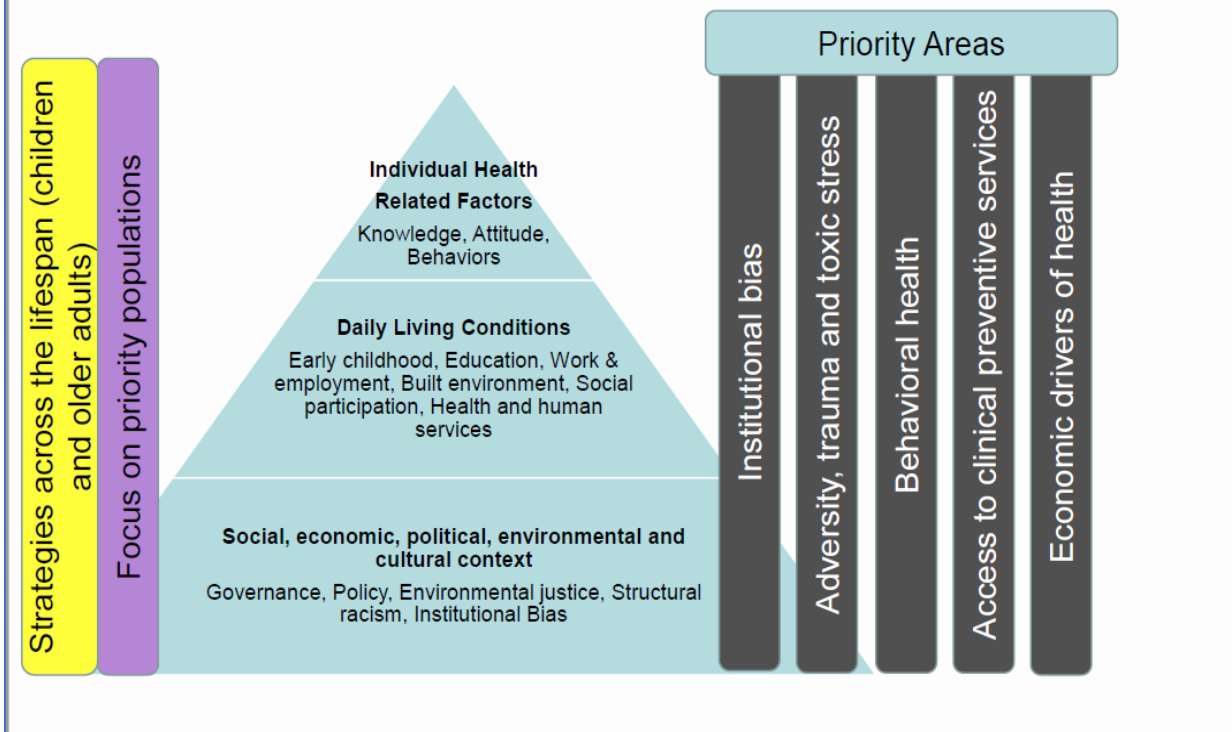 Strategies across the lifespan (children
and older adults)
Focus on priority populations
Individual Health
Related Factors
Knowledge, Attitude,
Behaviors
Daily Living Conditions
Early childhood, Education, Work &
employment, Built environment, Social
participation, Health and human
services
Social, economic, political, environmental and
cultural context
Governance, Policy, Environmental justice, Structural
racism, Institutional Bias
Priority Areas
Institutional bias
Adversity, trauma and toxic stress
Behavioral health
Access to clinical preventive services
Economic drivers of health